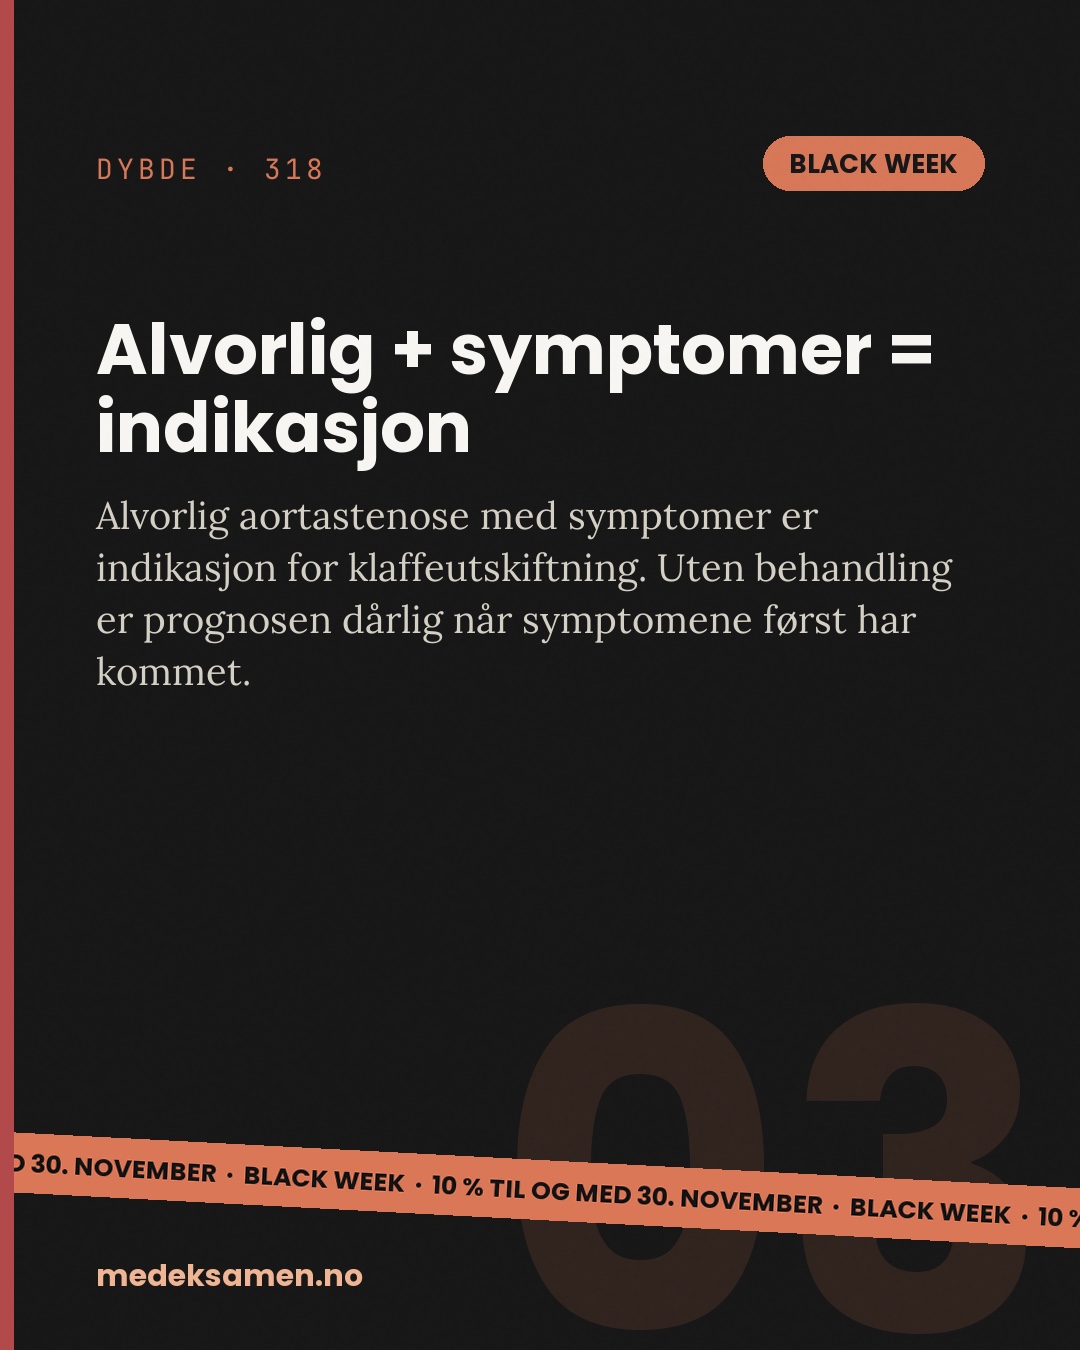 DYBDE · 318
BLACK WEEK
Alvorlig + symptomer =
indikasjon
Alvorlig aortastenose med symptomer er
indikasjon for klaffeutskiftning. Uten behandling
er prognosen dårlig når symptomene først har
kommet.
03
30. NOVEMBER · BLACK WEEK · 10 % TIL OG MED 30. NOVEMBER · BLACK WEEK · 10 %
medeksamen.no